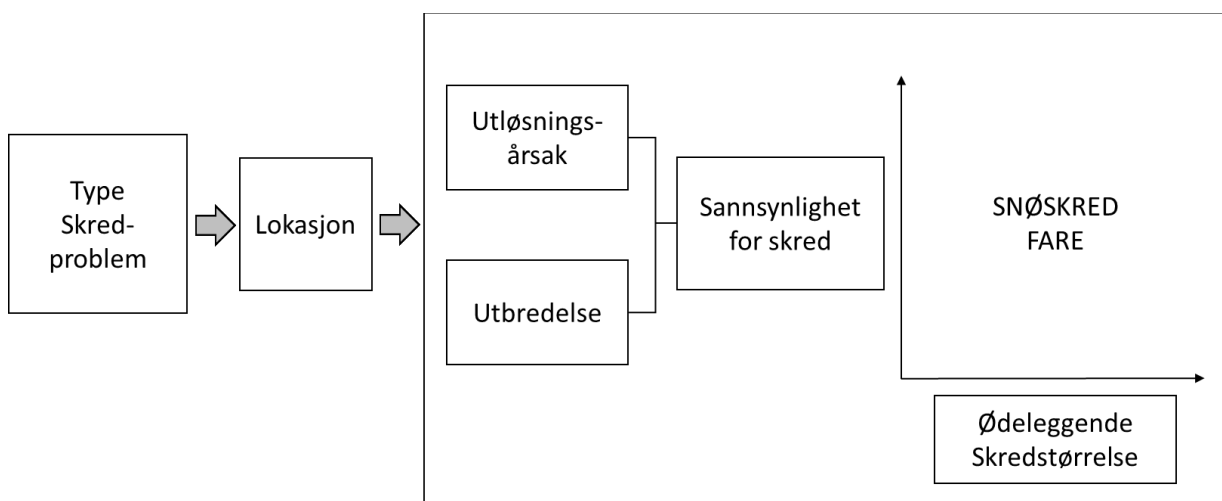 Type
Skred-
problem
Lokasjon
Utløsnings-
årsak
Utbredelse
Sannsynlighet
for skred
SNØSKRED
FARE
Ødeleggende
Skredstørrelse